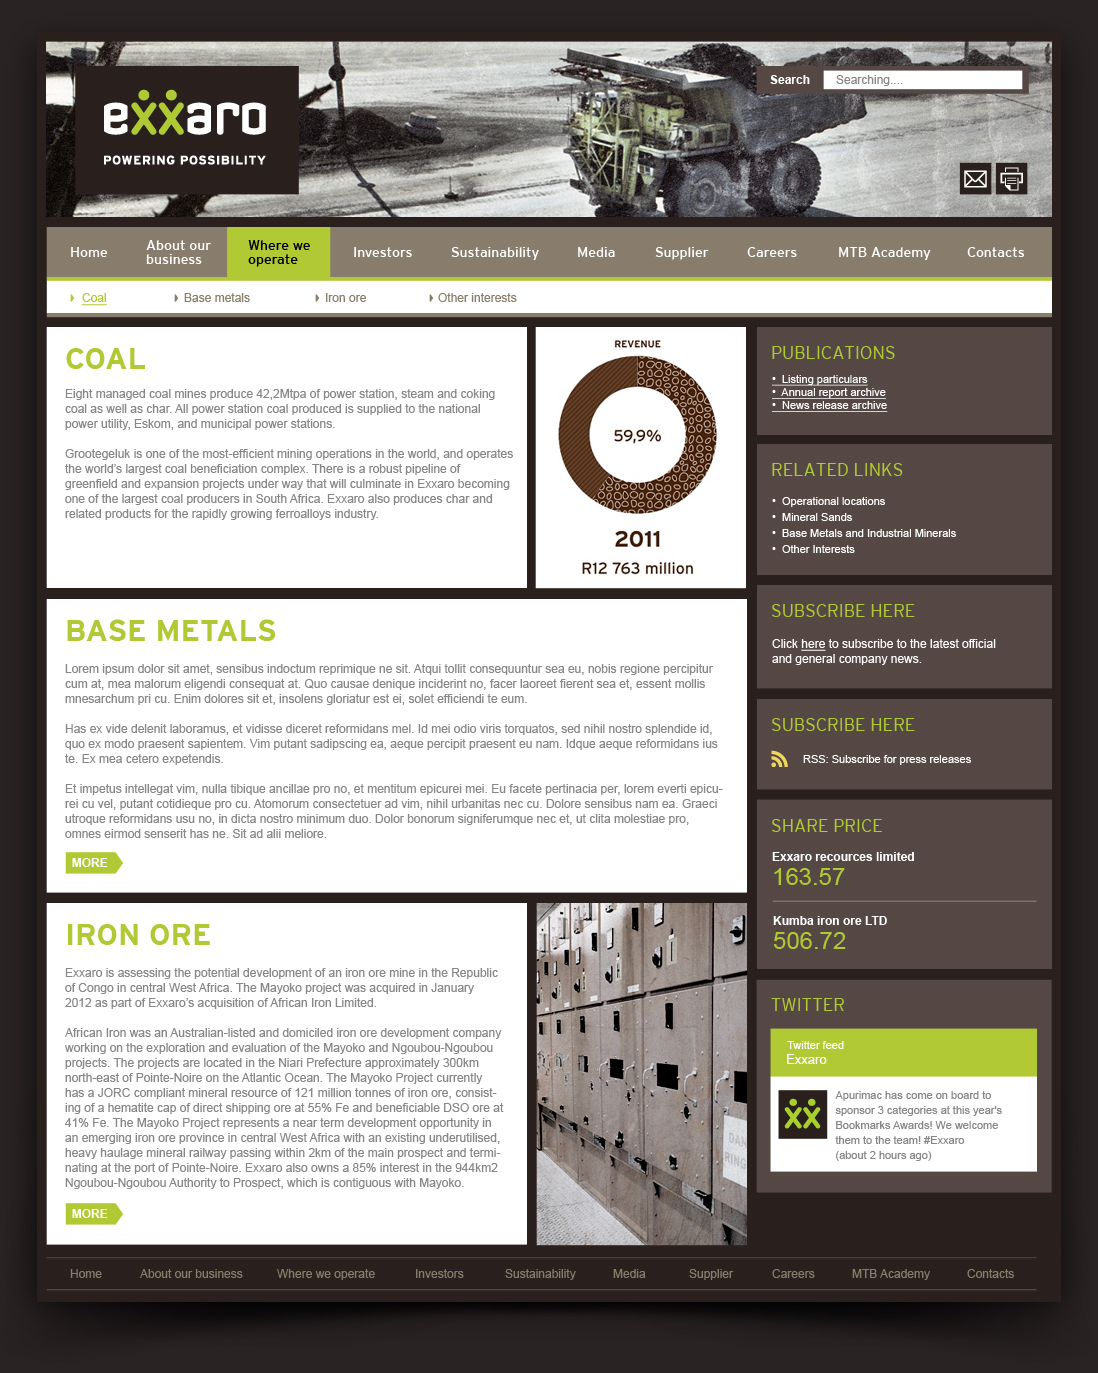 exxaro
POWERING POSSIBILITY
Search
Searching....
Home
About our
business
Where we
operate
Investors
Sustainability
Media
Supplier
Careers
MTB Academy
Contacts
Coal
Base metals
Iron ore
Other interests
COAL
Eight managed coal mines produce 42,2Mtpa of power station, steam and coking
coal as well as char. All power station coal produced is supplied to the national
power utility, Eskom, and municipal power stations.
Grootegeluk is one of the most-efficient mining operations in the world, and operates
the world's largest coal beneficiation complex. There is a robust pipeline of
greenfield and expansion projects under way that will culminate in Exxaro becoming
one of the largest coal producers in South Africa. Exxaro also produces char and
related products for the rapidly growing ferroalloys industry.
REVENUE
59,9%
2011
R12 763 million
BASE METALS
Lorem ipsum dolor sit amet, sensibus indoctum reprimique ne sit. Atqui tollit consequuntur sea eu, nobis regione percipitur
cum at, mea malorum eligendi consequat at. Quo causae denique inciderint no, facer laoreet fierent sea et, essent mollis
mnesarchum pri cu. Enim dolores sit et, insolens gloriatur est ei, solet efficiendi te eum.
Has ex vide delenit laboramus, et vidisse diceret reformidans mel. Id mei odio viris torquatos, sed nihil nostro splendide id,
quo ex modo praesent sapientem. Vim putant sadipscing ea, aeque percipit praesent eu nam. Idque aeque reformidans ius
te. Ex mea cetero expetendis.
Et impetus intellegat vim, nulla tibique ancillae pro no, et mentitum epicurei mei. Eu facete pertinacia per, lorem everti epicu-
rei cu vel, putant cotidieque pro cu. Atomorum consectetuer ad vim, nihil urbanitas nec cu. Dolore sensibus nam ea. Graeci
utroque reformidans usu no, in dicta nostro minimum duo. Dolor bonorum signiferumque nec et, ut clita molestiae pro,
omnes eirmod senserit has ne. Sit ad alii meliore.
MORE
IRON ORE
Exxaro is assessing the potential development of an iron ore mine in the Republic
of Congo in central West Africa. The Mayoko project was acquired in January
2012 as part of Exxaro's acquisition of African Iron Limited.
African Iron was an Australian-listed and domiciled iron ore development company
working on the exploration and evaluation of the Mayoko and Ngoubou-Ngoubou
projects. The projects are located in the Niari Prefecture approximately 300km
north-east of Pointe-Noire on the Atlantic Ocean. The Mayoko Project currently
has a JORC compliant mineral resource of 121 million tonnes of iron ore, consist-
ing of a hematite cap of direct shipping ore at 55% Fe and beneficiable DSO ore at
41% Fe. The Mayoko Project represents a near term development opportunity in
an emerging iron ore province in central West Africa with an existing underutilised,
heavy haulage mineral railway passing within 2km of the main prospect and termi-
nating at the port of Pointe-Noire. Exxaro also owns a 85% interest in the 944km2
Ngoubou-Ngoubou Authority to Prospect, which is contiguous with Mayoko.
MORE
DAN
RING
PUBLICATIONS
• Listing particulars
• Annual report archive
• News release archive
RELATED LINKS
• Operational locations
• Mineral Sands
• Base Metals and Industrial Minerals
• Other Interests
SUBSCRIBE HERE
Click here to subscribe to the latest official
and general company news.
SUBSCRIBE HERE
RSS: Subscribe for press releases
SHARE PRICE
Exxaro recources limited
163.57
Kumba iron ore LTD
506.72
TWITTER
Twitter feed
Exxaro
xx
Apurimac has come on board to
sponsor 3 categories at this year's
Bookmarks Awards! We welcome
them to the team! #Exxaro
(about 2 hours ago)
Home
About our business
Where we operate
Investors
Sustainability
Media
Supplier
Careers
MTB Academy
Contacts